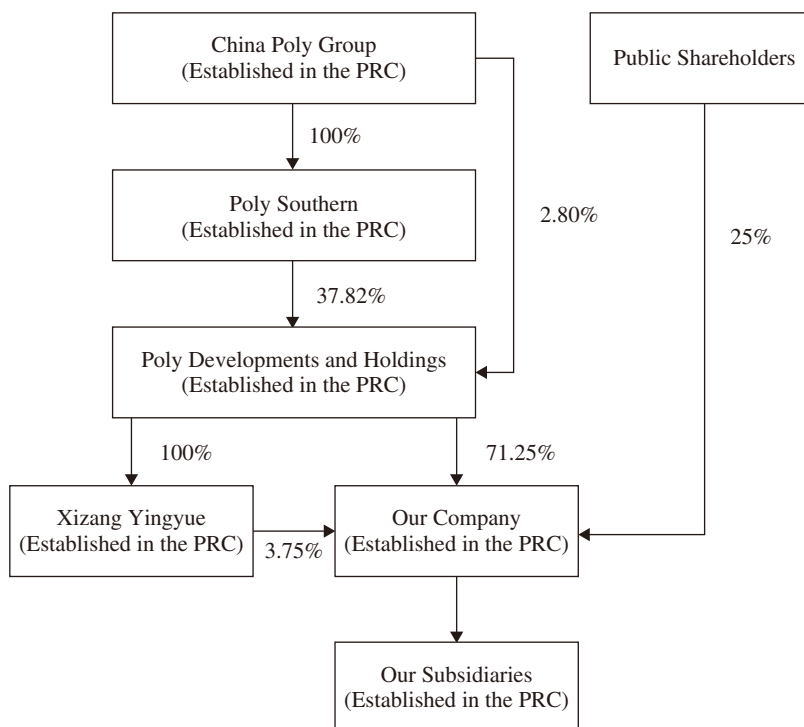 China Poly Group
(Established in the PRC)
Public Shareholders
100%
Poly Southern
(Established in the PRC)
2.80%
25%
37.82%
Poly Developments and Holdings
(Established in the PRC)
100%
71.25%
Xizang Yingyue
(Established in the PRC)
3.75%
Our Company
(Established in the PRC)
Our Subsidiaries
(Established in the PRC)